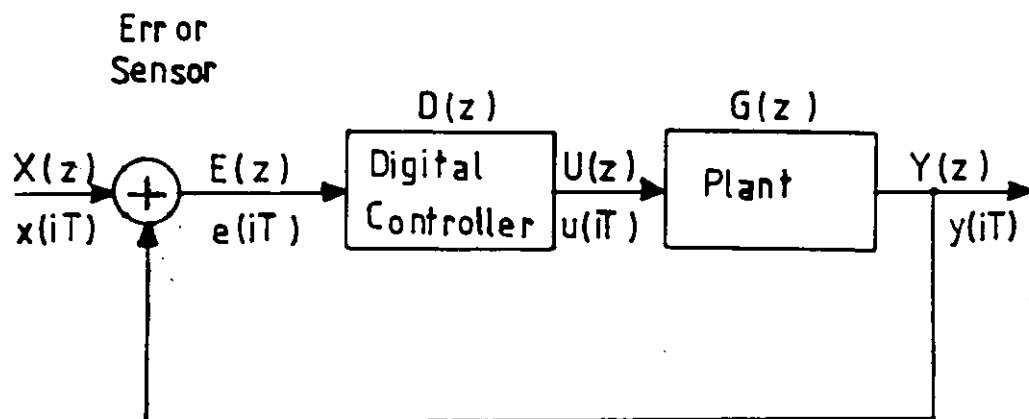 Error
Sensor
D(z)
G(z)
X(z)
E(z)
Digital
Controller
U(z)
Plant
Y(z)
x(iT)
+
e(iT)
u(iT)
y(iT)